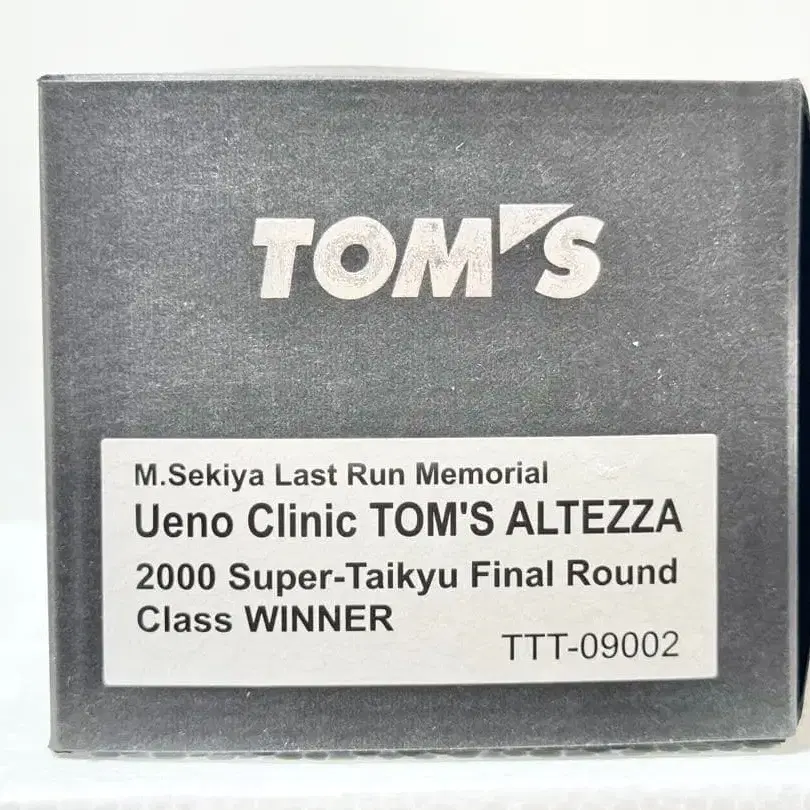 TOM'S
M.Sekiya Last Run Memorial
Ueno Clinic TOM'S ALTEZZA
2000 Super-Taikyu Final Round
Class WINNER
TTT-09002